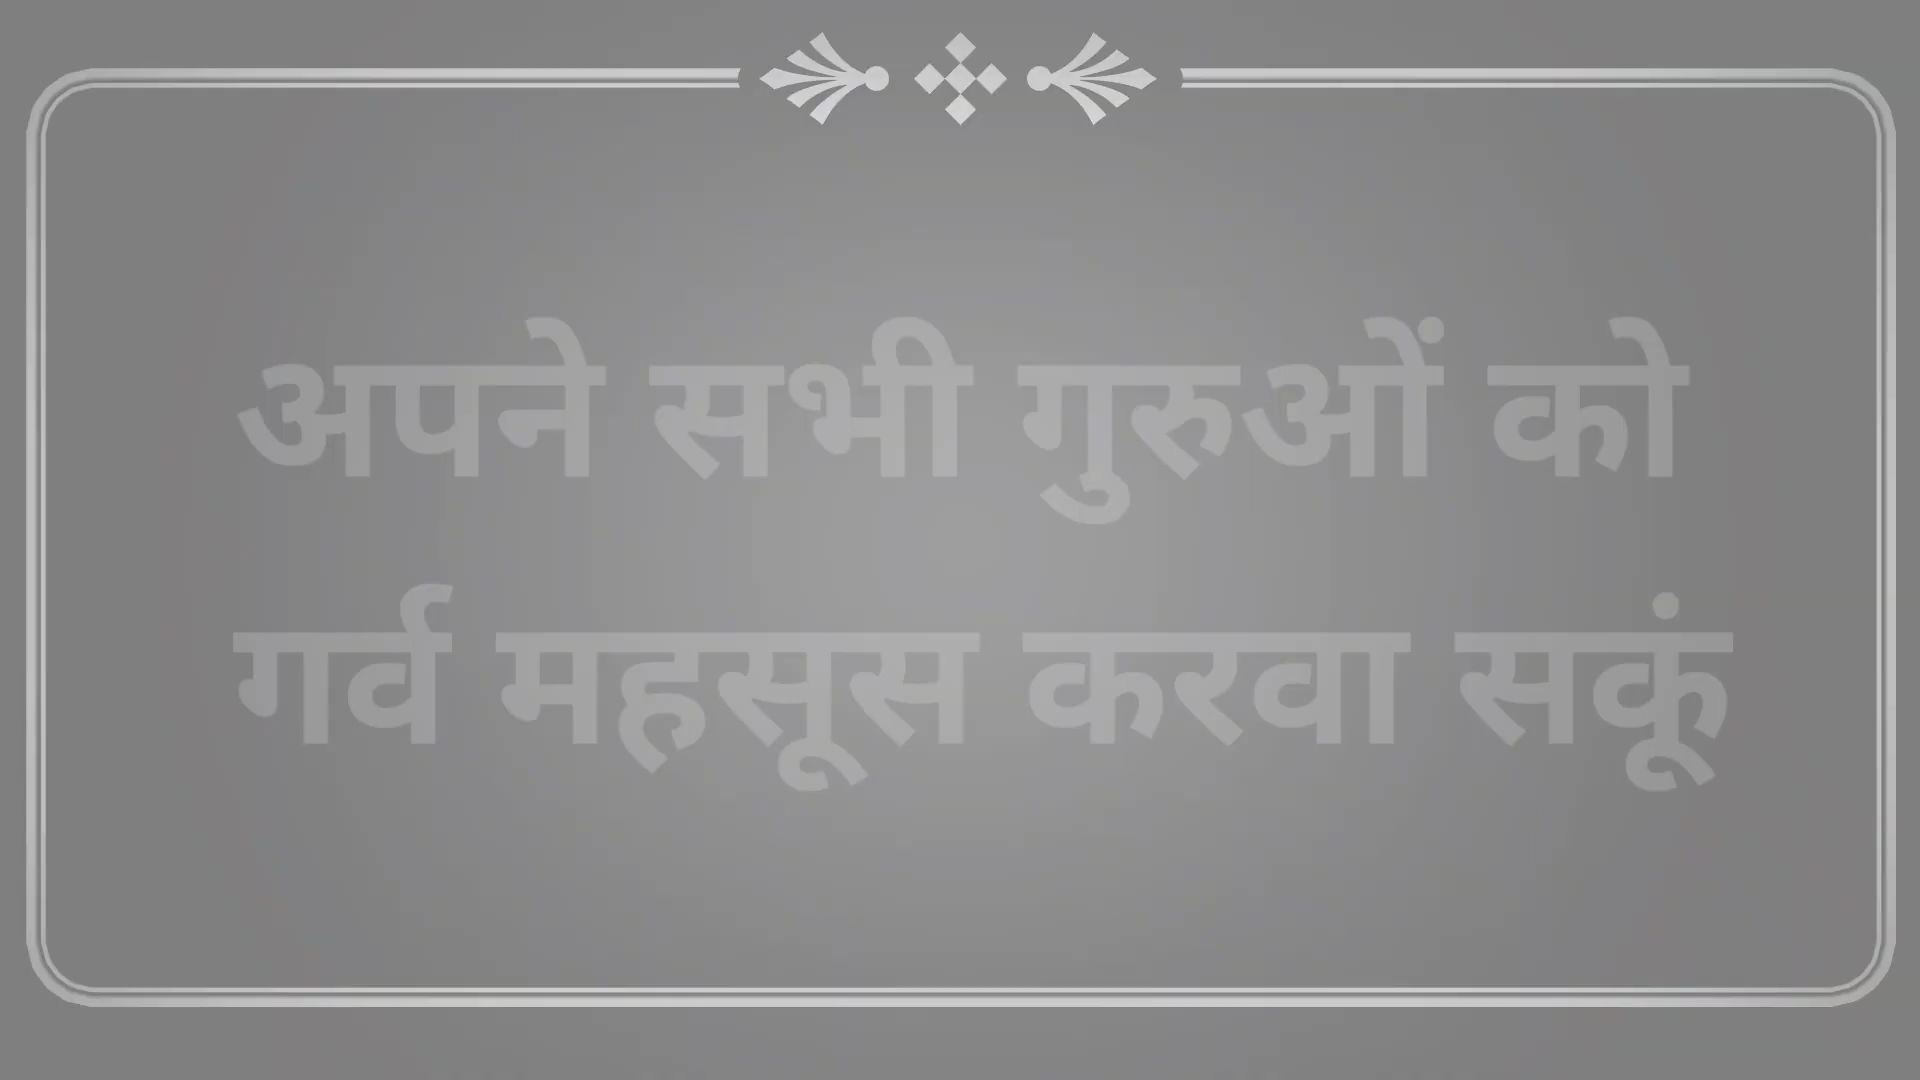 अपने सभी गुरुओं को
गर्व महसूस करवा सकूं